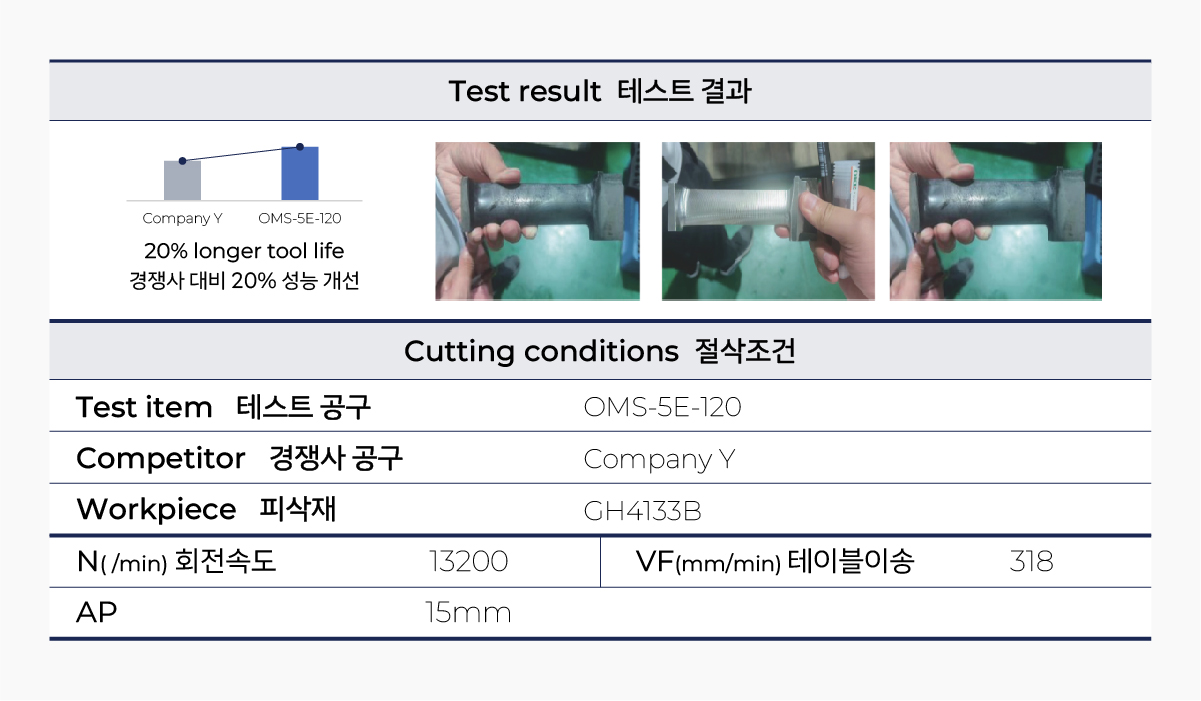 Test result 테스트 결과
Company Y
OMS-5E-120
20% longer tool life
경쟁사 대비 20% 성능 개선
Cutting conditions 절삭조건
Test item 테스트 공구 OMS-5E-120
Competitor 경쟁사 공구 Company Y
Workpiece 피삭재 GH4133B
N( /min) 회전속도 13200 VF(mm/min) 테이블이송 318
AP 15mm